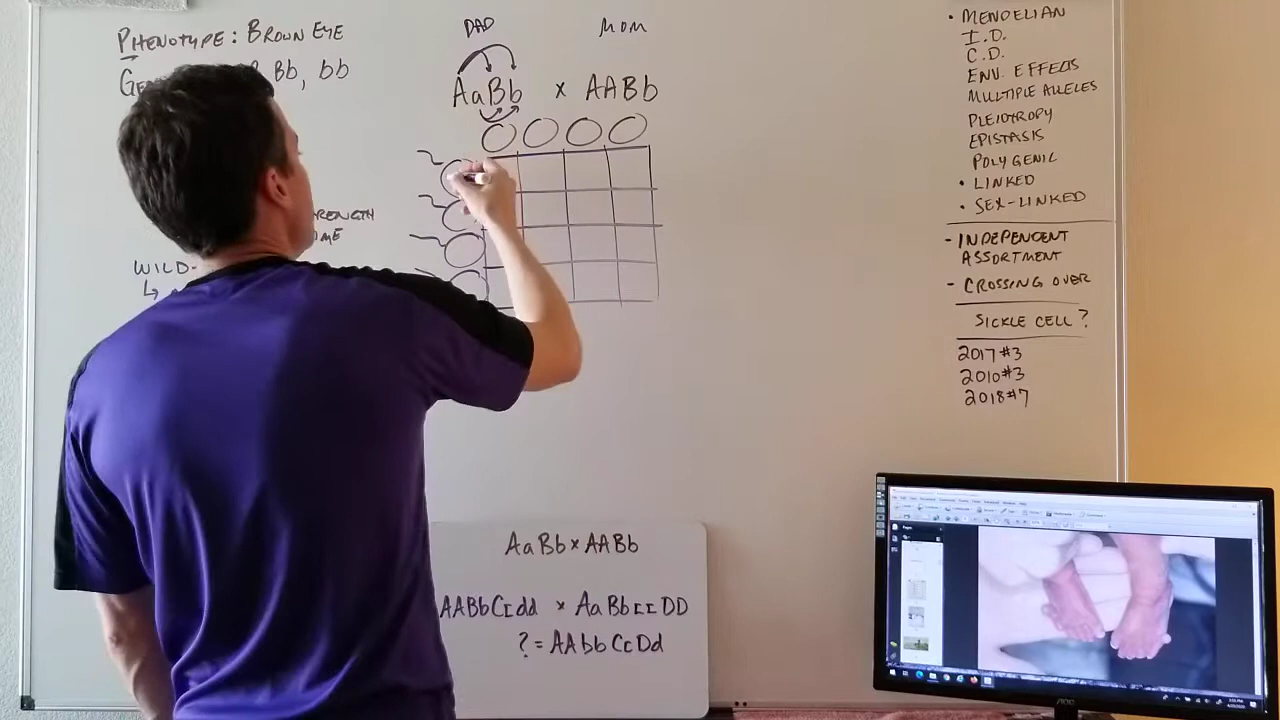 PHENOTYPE: BROWN EYE
Bb, bb
WILD-
DAD MOM
AaBb x AABb
• MENDELIAN
I.D.
C.D.
ENV. EFFECTS
MULTIPLE ALLELES
PLEIOTROPY
EPISTASIS
POLYGENIC
• LINKED
• SEX-LINKED
- INDEPENDENT
ASSORTMENT
- CROSSING OVER
SICKLE CELL?
2017#3
2010#3
2018#7
AaBb x AABb
AABbCcdd x AaBbccDD
? = AAbbCcDd
AOC